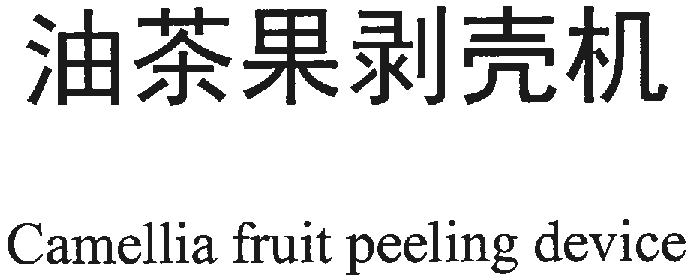 油茶果剥壳机
Camellia fruit peeling device